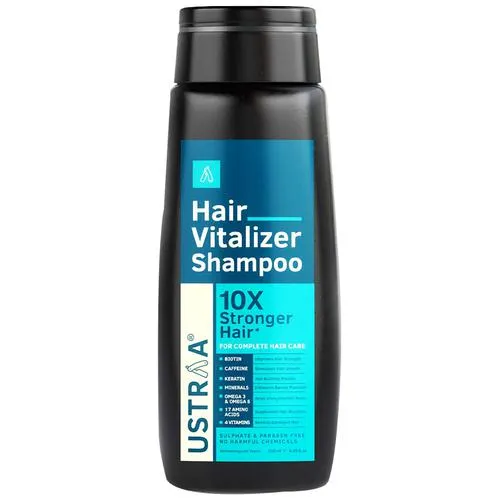 Hair
Vitalizer
Shampoo
10X
Stronger
Hair*
FOR COMPLETE HAIR CARE
BIOTIN
CAFFEINE
KERATIN
MINERALS
OMEGA 3
& OMEGA 6
17 AMINO
ACIDS
4 VITAMINS
SULPHATE & PARABEN FREE
NO HARMFUL CHEMICALS
USTRAA®